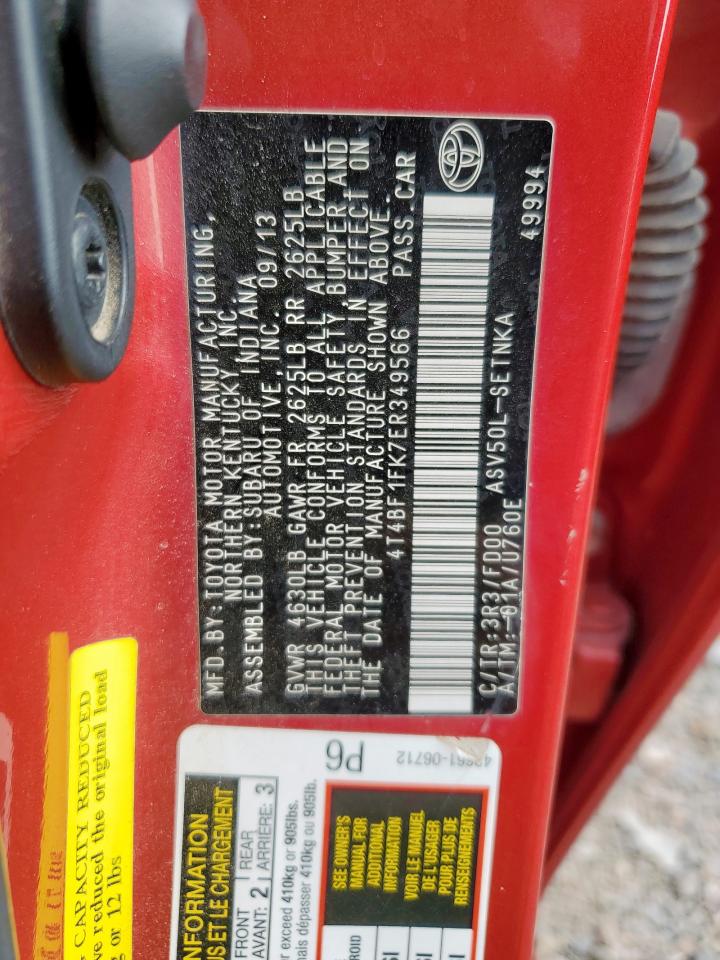 MFD.BY:TOYOTA MOTOR MANUFACTURING,
NORTHERN KENTUCKY INC.
ASSEMBLED BY:SUBARU OF INDIANA
AUTOMOTIVE,INC. 09/13
GVWR 4630LB GAWR FR 2625LB RR 2625LB
THIS VEHICLE CONFORMS TO ALL APPLICABLE
FEDERAL MOTOR VEHICLE SAFETY,BUMPER,AND
THEFT PREVENTION STANDARDS IN EFFECT ON
THE DATE OF MANUFACTURE SHOWN ABOVE.
4T4BF1FK7ER349566 PASS.CAR
C/TR:3R3/FD00 ASV50L-SETNKA
A/TM:-01A/U760E
49994
CAPACITY REDUCED
reduced the original load
or 12 lbs
P6
42661-06712
INFORMATION
US ET LE CHARGEMENT
FRONT
AVANT: 2
REAR
ARRIÈRE: 3
exceed 410kg or 905lbs.
mais dépasser 410kg ou 905lb.
SEE OWNER'S
MANUAL FOR
ADDITIONAL
INFORMATION
VOIR LE MANUEL
DE L'USAGER
POUR PLUS DE
RENSEIGNEMENTS